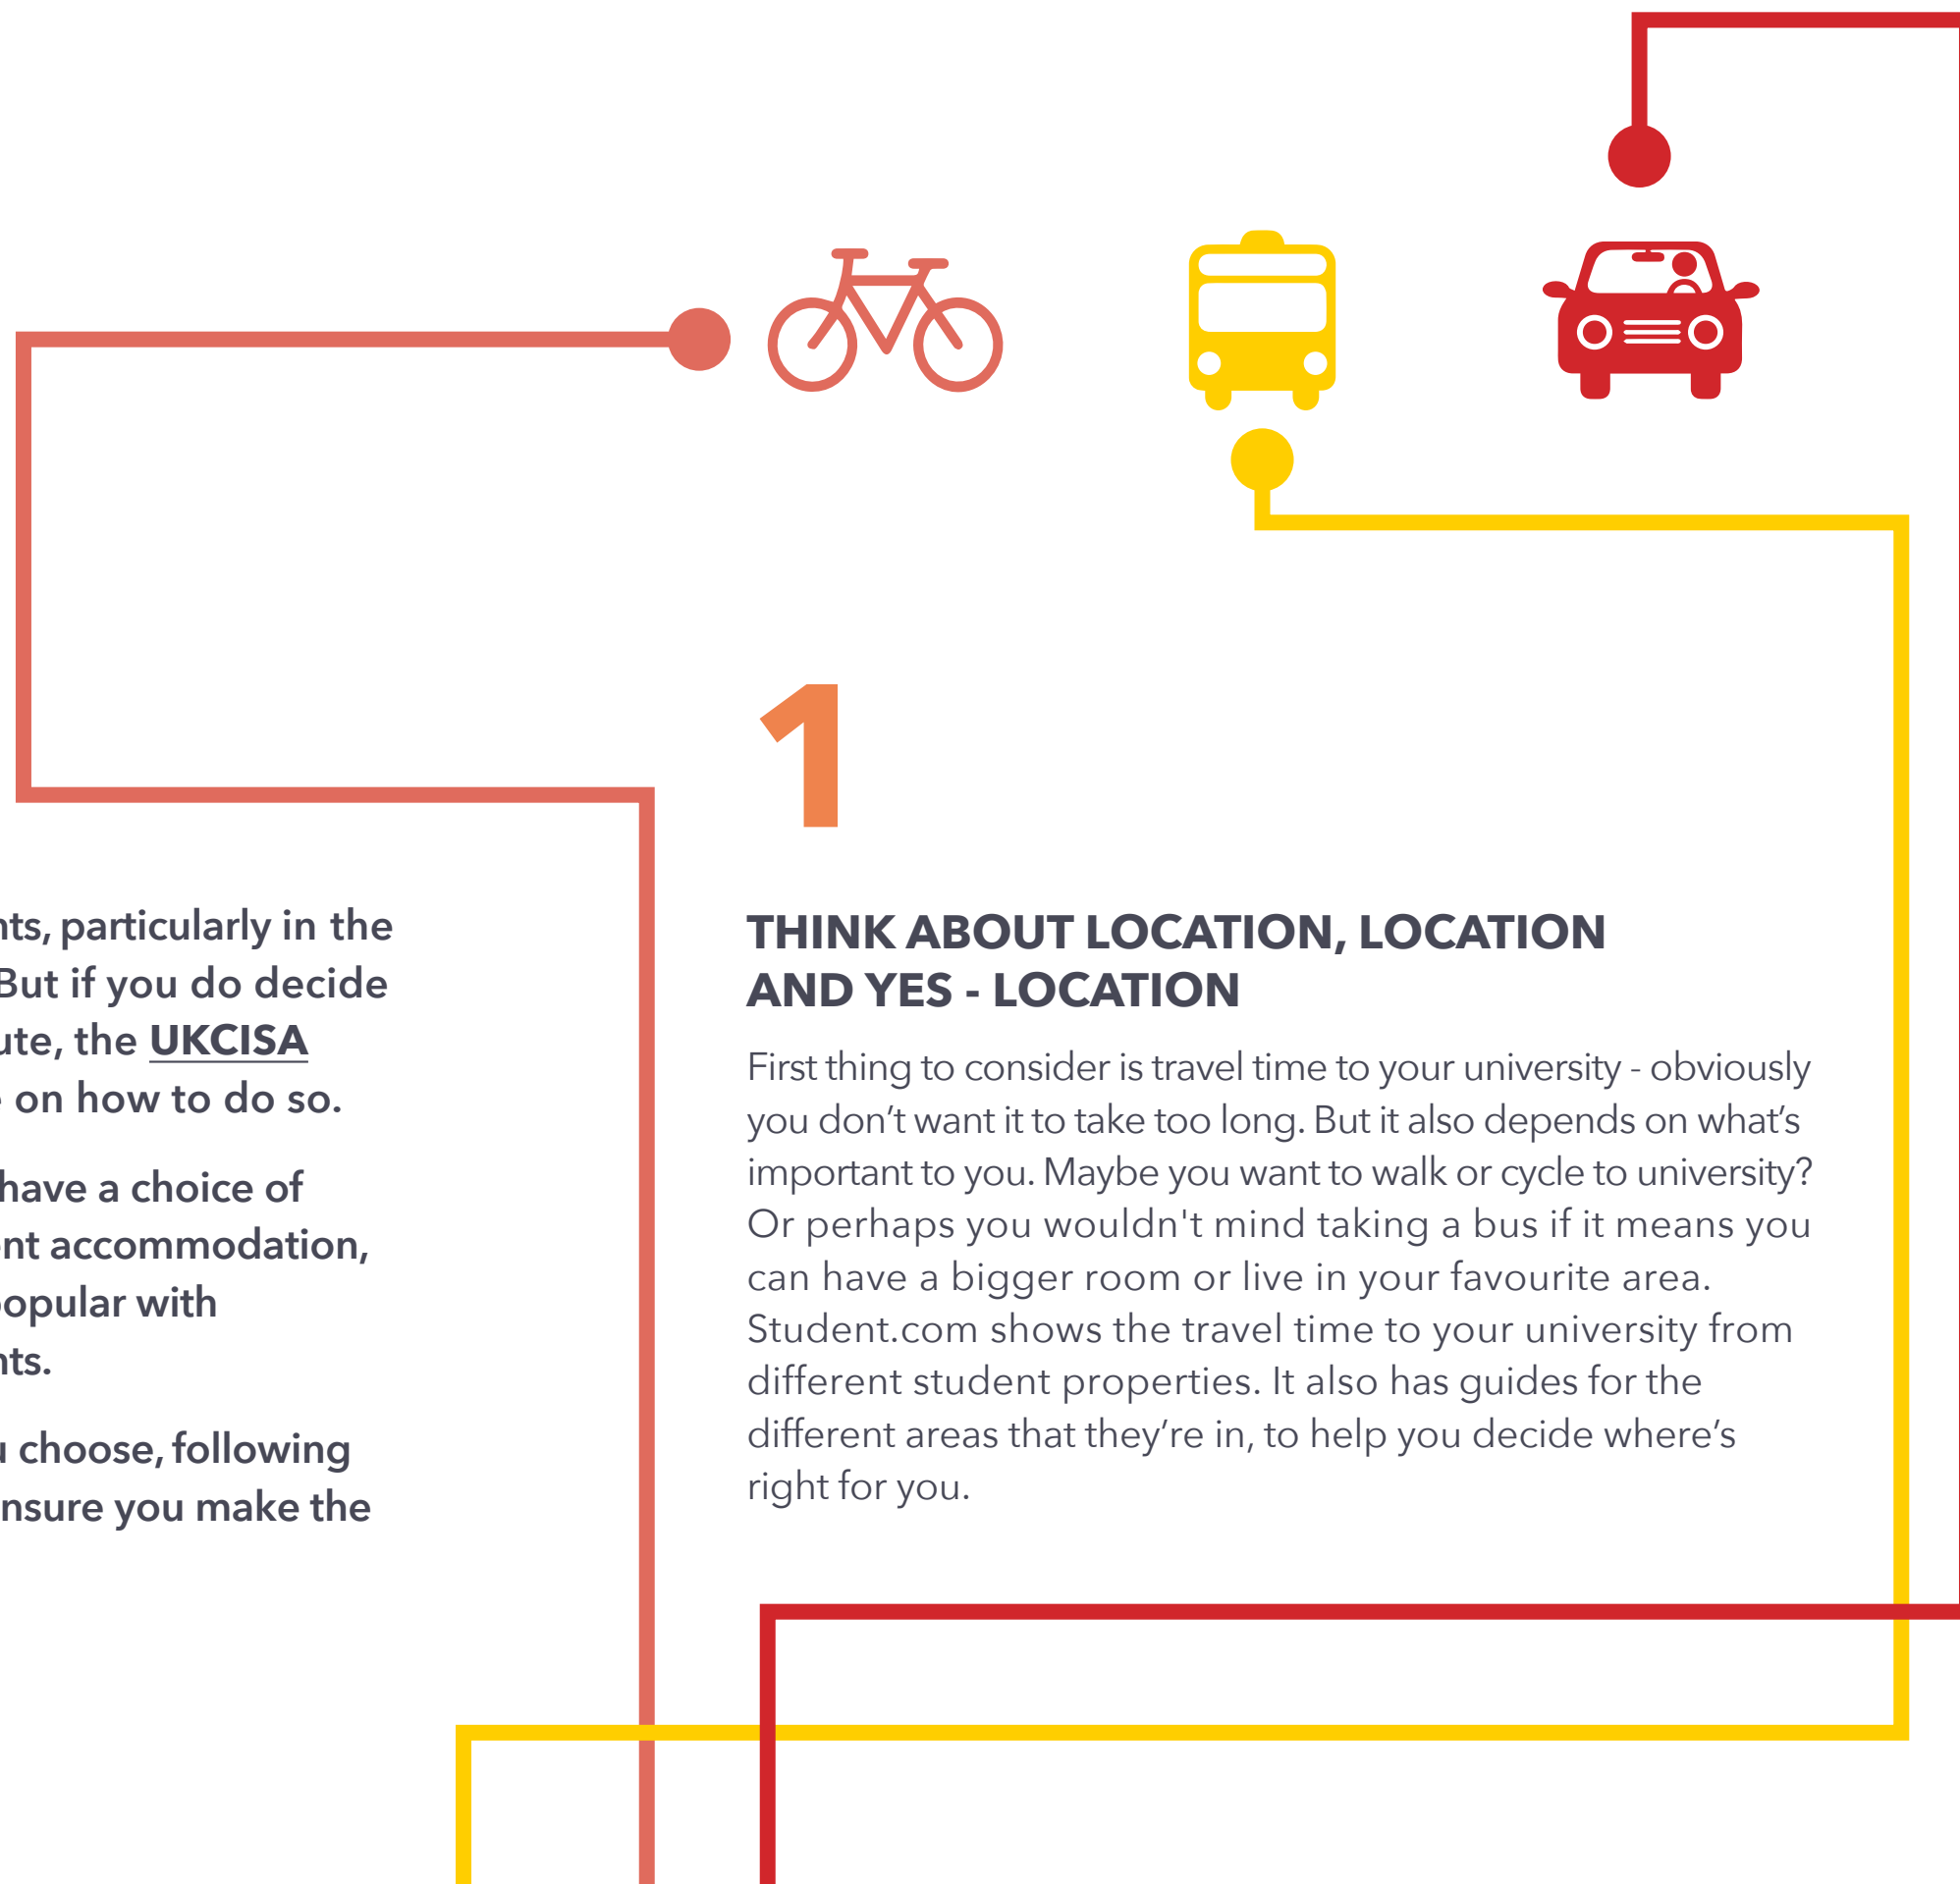 particularly in the
But if you do decide
the UKCISA
on how to do so.
have a choice of
accommodation,
with
choose, following
you make the
1
THINK ABOUT LOCATION, LOCATION
AND YES - LOCATION
First thing to consider is travel time to your university - obviously
you don’t want it to take too long. But it also depends on what’s
important to you. Maybe you want to walk or cycle to university?
Or perhaps you wouldn't mind taking a bus if it means you
can have a bigger room or live in your favourite area.
Student.com shows the travel time to your university from
different student properties. It also has guides for the
different areas that they’re in, to help you decide where’s
right for you.